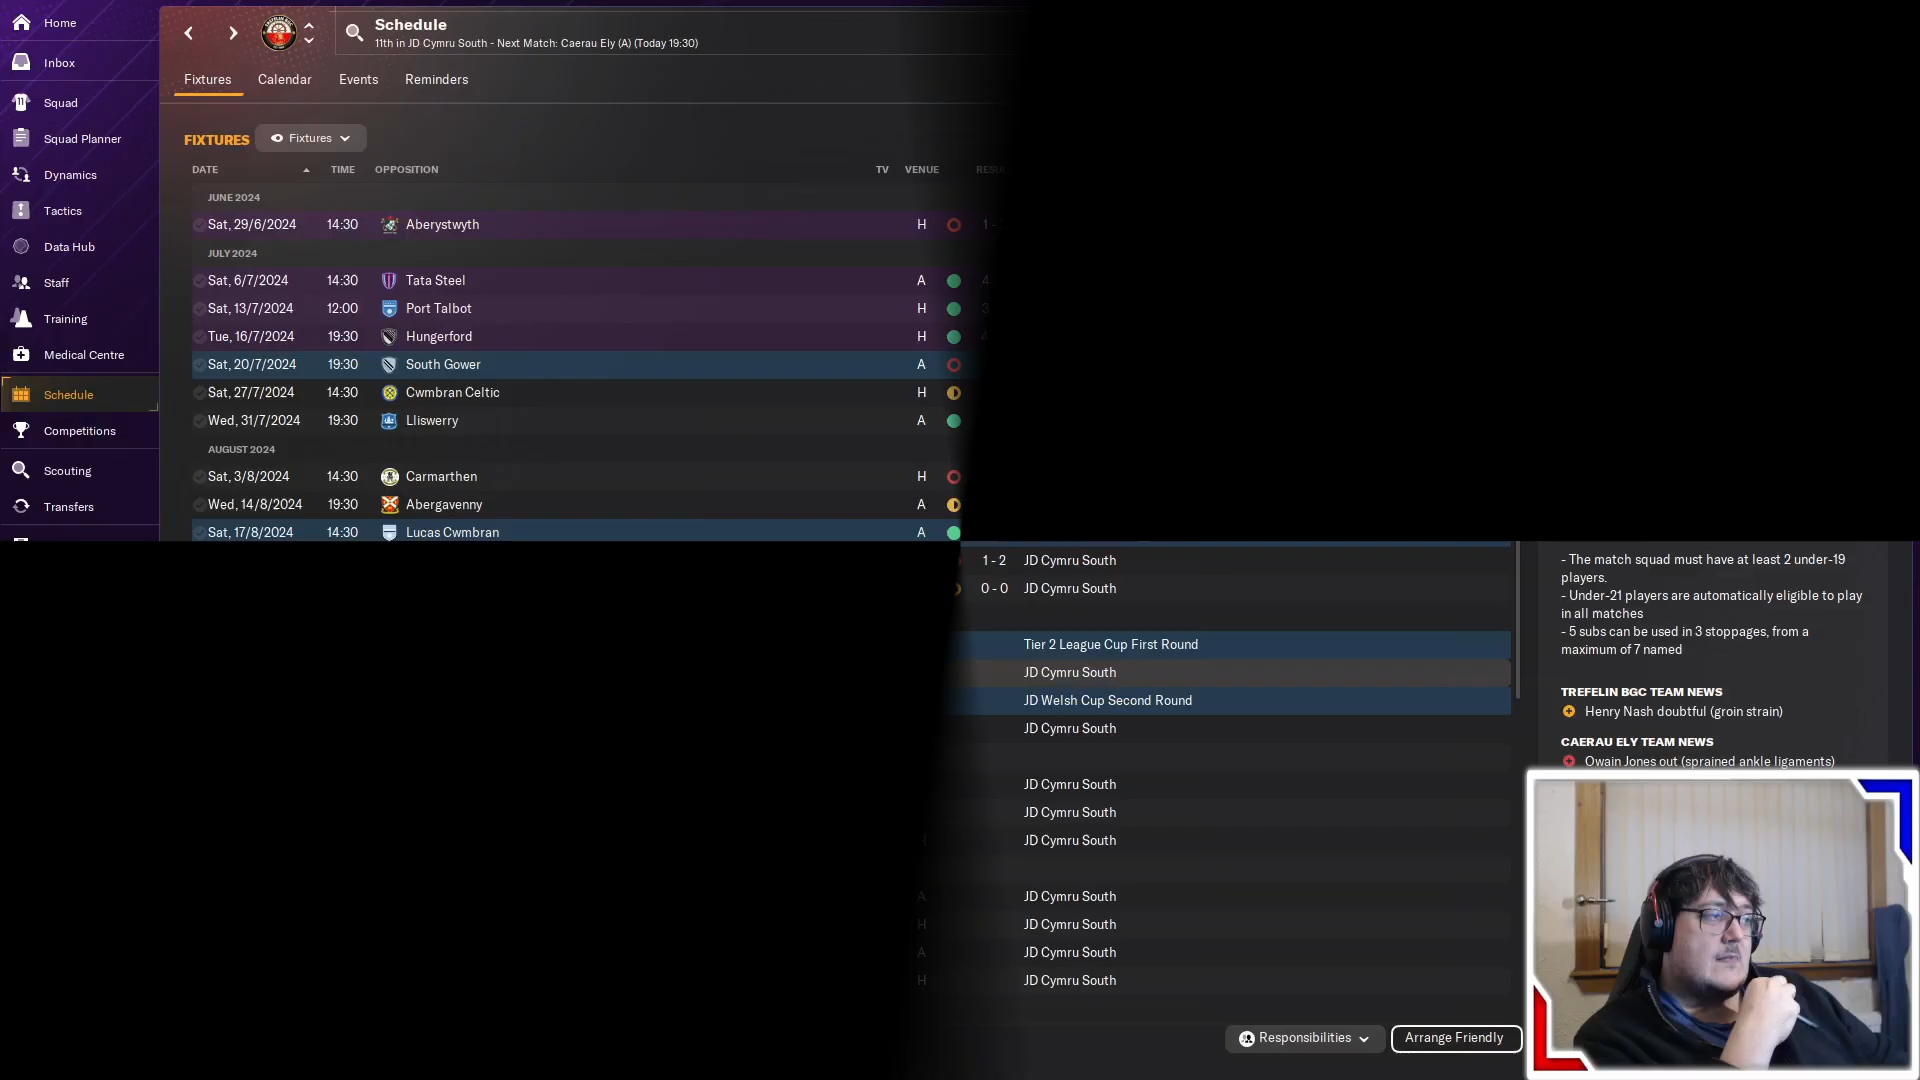 Home
Inbox
Squad
Squad Planner
Dynamics
Tactics
Data Hub
Staff
Training
Medical Centre
Schedule
Competitions
Scouting
Transfers
Schedule
11th in JD Cymru South - Next Match: Caerau Ely (A) (Today 19:30)
Fixtures Calendar Events Reminders
FIXTURES Fixtures
DATE TIME OPPOSITION TV VENUE
JUNE 2024
Sat, 29/6/2024 14:30 Aberystwyth H 1 -
JULY 2024
Sat, 6/7/2024 14:30 Tata Steel A 4
Sat, 13/7/2024 12:00 Port Talbot H 3
Tue, 16/7/2024 19:30 Hungerford H
Sat, 20/7/2024 19:30 South Gower A
Sat, 27/7/2024 14:30 Cwmbran Celtic H
Wed, 31/7/2024 19:30 Lliswerry A
AUGUST 2024
Sat, 3/8/2024 14:30 Carmarthen H
Wed, 14/8/2024 19:30 Abergavenny A
Sat, 17/8/2024 14:30 Lucas Cwmbran A
1 - 2 JD Cymru South
0 - 0 JD Cymru South
Tier 2 League Cup First Round
JD Cymru South
JD Welsh Cup Second Round
JD Cymru South
JD Cymru South
JD Cymru South
JD Cymru South
A JD Cymru South
H JD Cymru South
A JD Cymru South
H JD Cymru South
- The match squad must have at least 2 under-19
players.
- Under-21 players are automatically eligible to play
in all matches
- 5 subs can be used in 3 stoppages, from a
maximum of 7 named
TREFELIN BGC TEAM NEWS
Henry Nash doubtful (groin strain)
CAERAU ELY TEAM NEWS
Owain Jones out (sprained ankle ligaments)
Responsibilities
Arrange Friendly